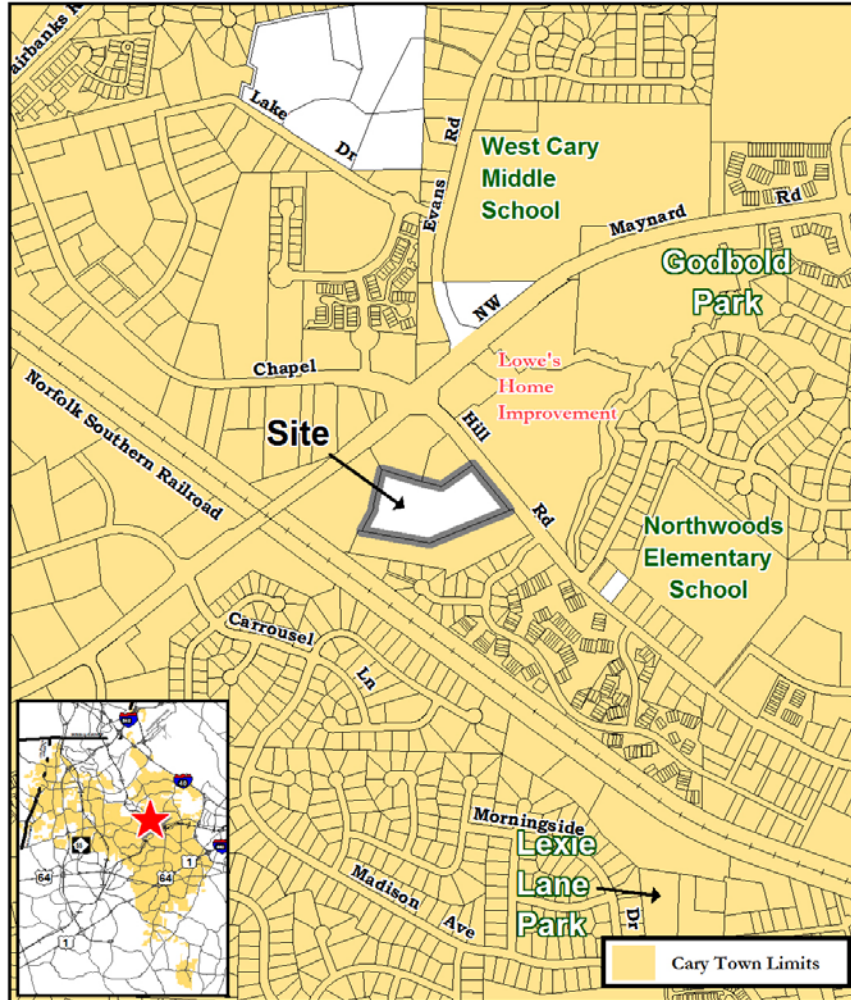 airbanks R
Lake
Dr
Evans
Rd
West Cary
Middle
School
Maynard
Rd
Godbold
Park
NW
Chapel
Lowe's
Home
Improvement
Hill
Rd
Norfolk Southern Railroad
Site
Northwoods
Elementary
School
Carrousel
Ln
Morningside
Dr
Lexie
Lane
Park
Madison
Ave
64
64
1
1
Cary Town Limits